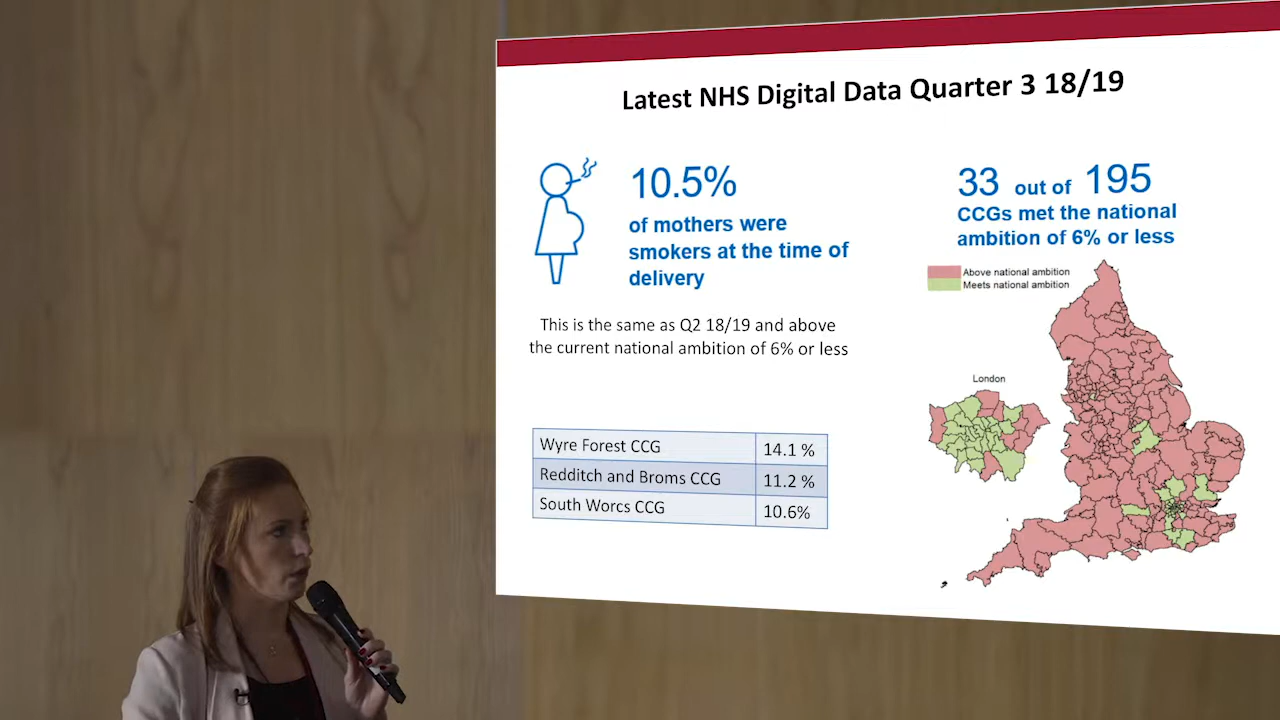 Latest NHS Digital Data Quarter 3 18/19
10.5%
of mothers were
smokers at the time of
delivery
This is the same as Q2 18/19 and above
the current national ambition of 6% or less
Wyre Forest CCG 14.1 %
Redditch and Broms CCG 11.2 %
South Worcs CCG 10.6%
33 out of 195
CCGs met the national
ambition of 6% or less
Above national ambition
Meets national ambition
London